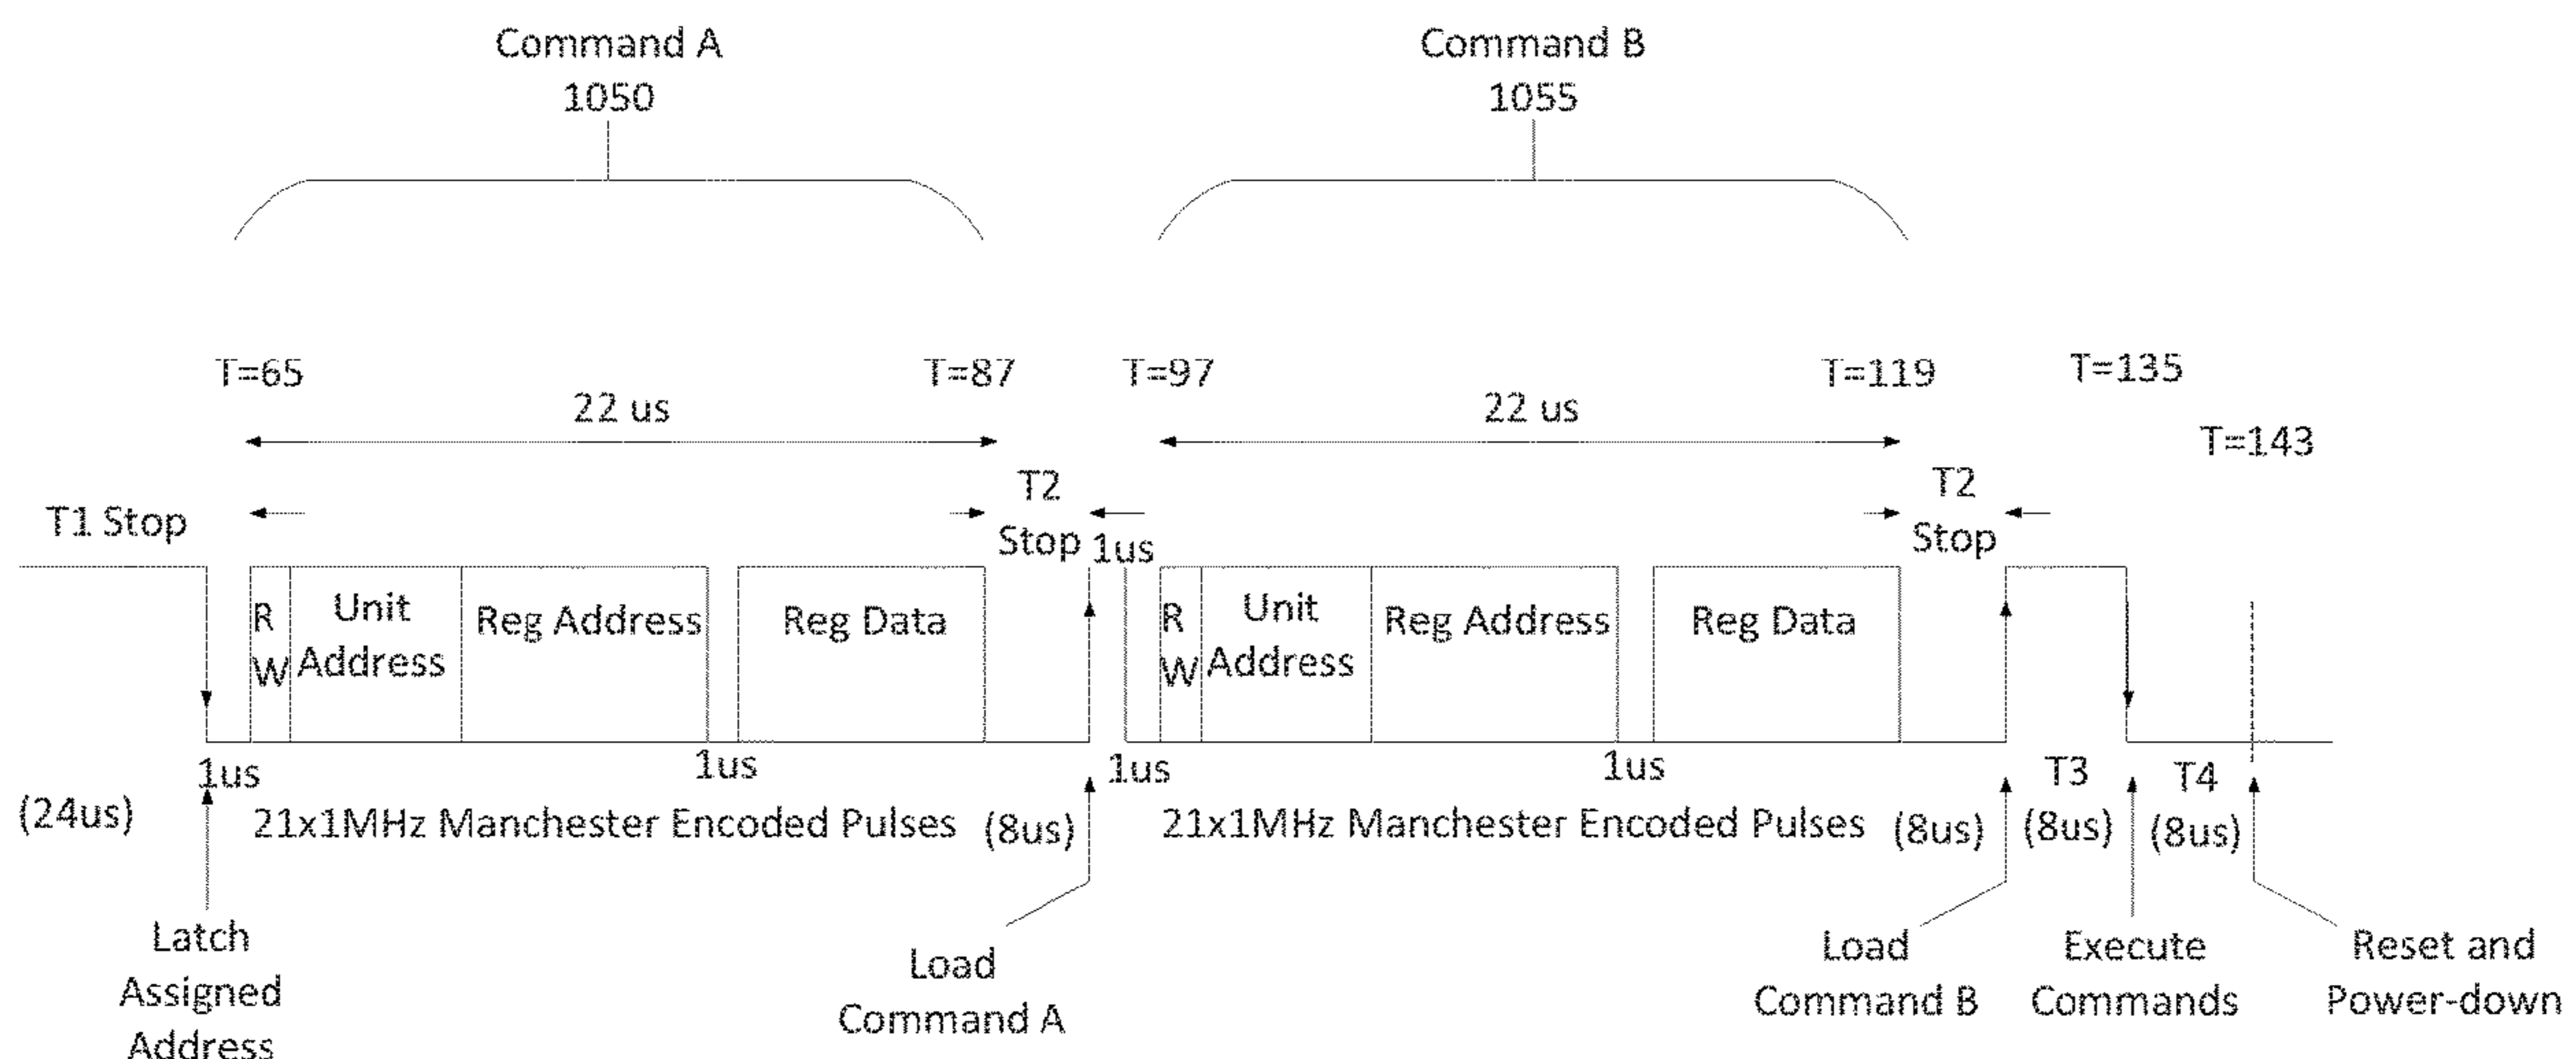 Command A
1050
Command B
1055
T=65
T=87
T=97
T=119
T=135
T=143
22 us
22 us
T1 Stop
T2
Stop
1us
T2
Stop
R
W
Unit
Address
Reg Address
Reg Data
R
W
Unit
Address
Reg Address
Reg Data
(24us)
1us
1us
21x1MHz Manchester Encoded Pulses
(8us)
1us
1us
21x1MHz Manchester Encoded Pulses
(8us)
T3
(8us)
T4
(8us)
Latch
Assigned
Address
Load
Command A
Load
Command B
Execute
Commands
Reset and
Power-down